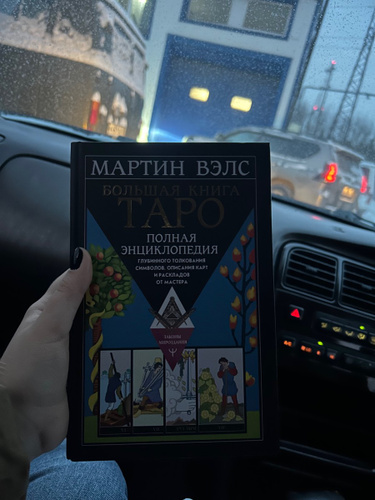 МАРТИН ВЭЛС
БОЛЬШАЯ КНИГА
ТАРО
ПОЛНАЯ
ЭНЦИКЛОПЕДИЯ
ГЛУБИННОГО ТОЛКОВАНИЯ
СИМВОЛОВ, ОПИСАНИЯ КАРТ
И РАСКЛАДОВ
ОТ МАСТЕРА